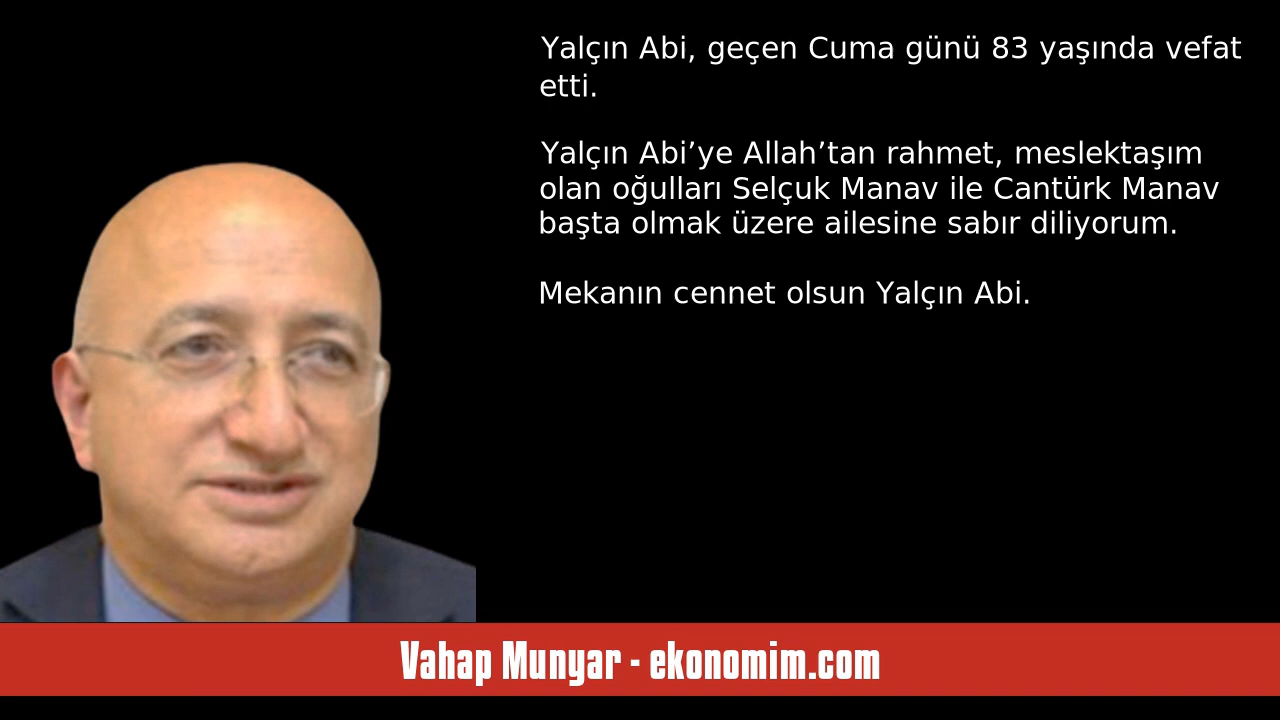 Yalçın Abi, geçen Cuma günü 83 yaşında vefat
etti.
Yalçın Abi’ye Allah’tan rahmet, meslektaşım
olan oğulları Selçuk Manav ile Cantürk Manav
başta olmak üzere ailesine sabır diliyorum.
Mekanın cennet olsun Yalçın Abi.
Vahap Munyar - ekonomim.com